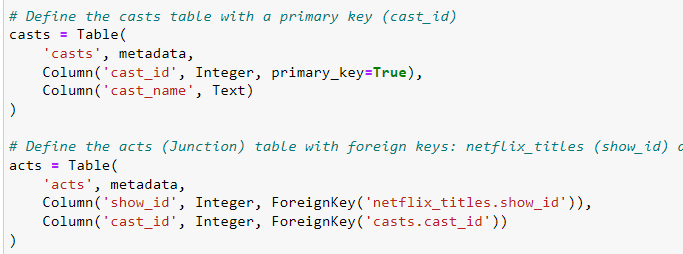 # Define the casts table with a primary key (cast_id)
casts = Table(
    'casts', metadata,
    Column('cast_id', Integer, primary_key=True),
    Column('cast_name', Text)
)

# Define the acts (Junction) table with foreign keys: netflix_titles (show_id)
acts = Table(
    'acts', metadata,
    Column('show_id', Integer, ForeignKey('netflix_titles.show_id')),
    Column('cast_id', Integer, ForeignKey('casts.cast_id'))
)